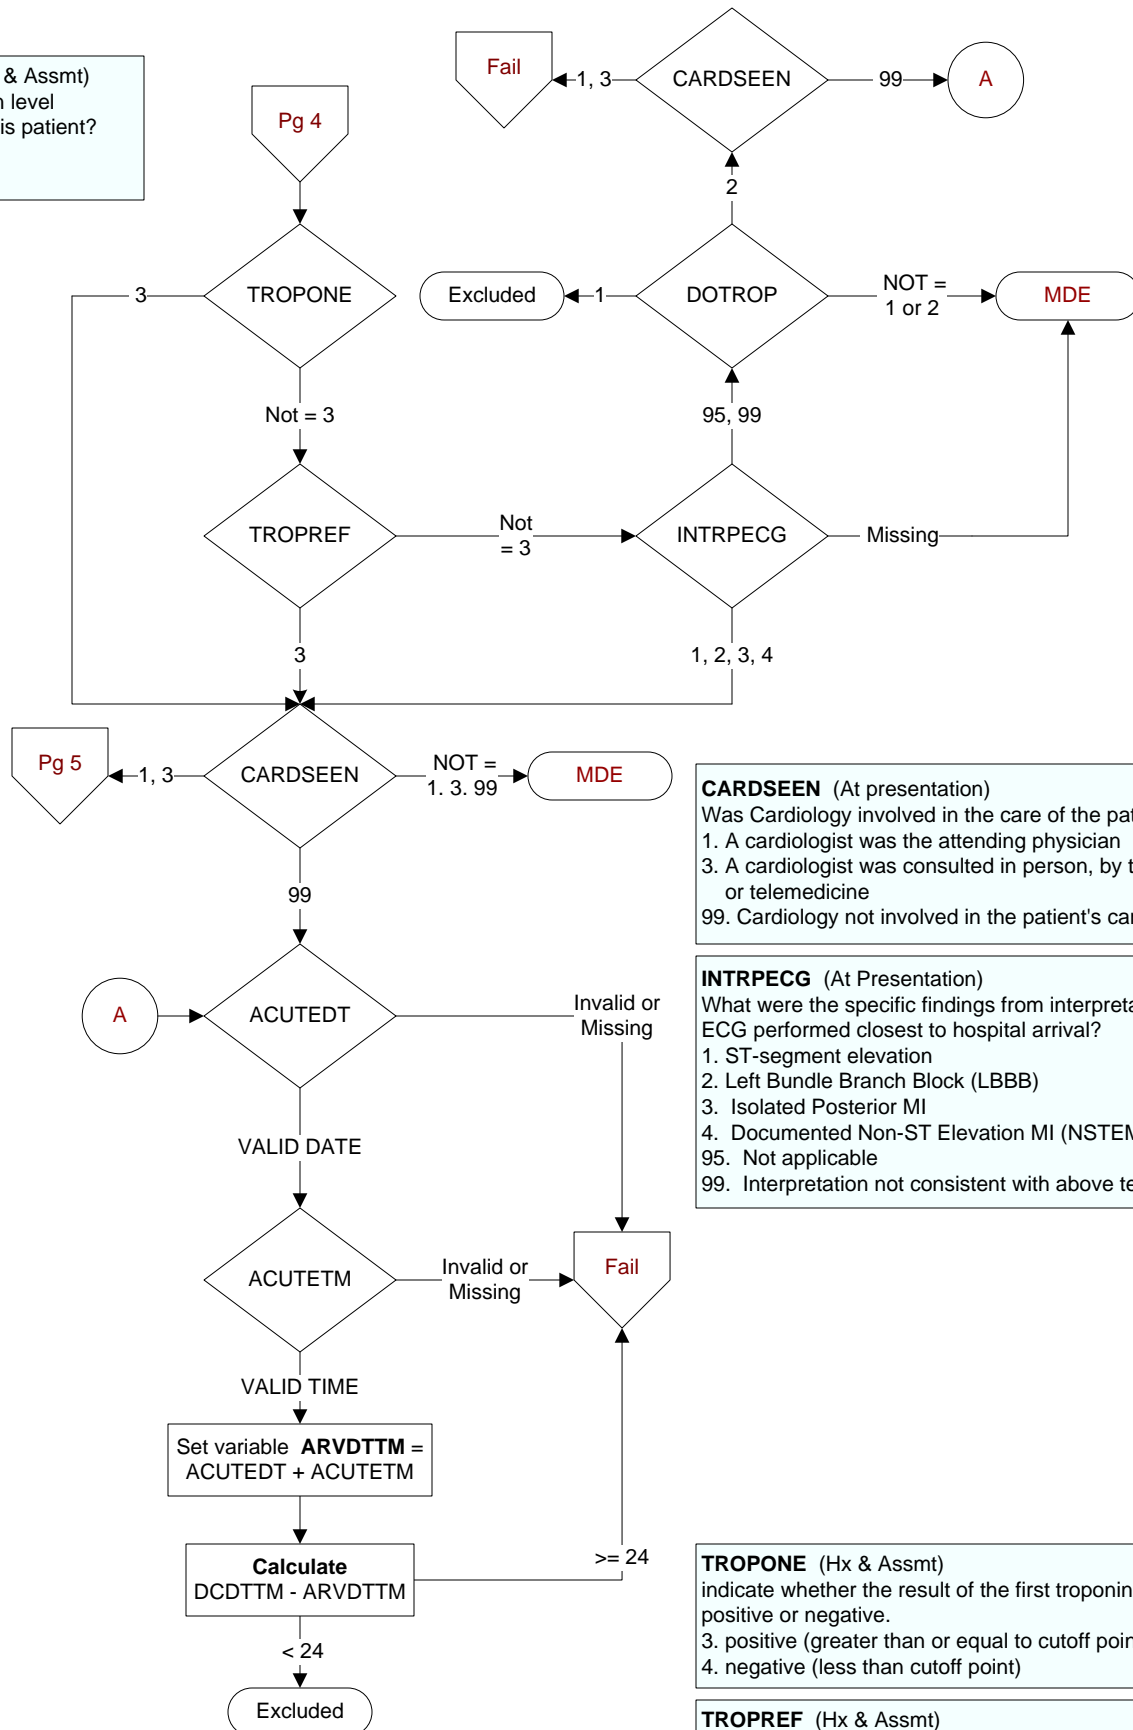 & Assmt)
level
is patient?
Pg 4
Fail
1, 3
CARDSEEN
99
A
2
3
TROPONE
Excluded
1
DOTROP
NOT =
1 or 2
MDE
Not = 3
95, 99
TROPREF
Not
= 3
INTRPECG
Missing
3
1, 2, 3, 4
Pg 5
1, 3
CARDSEEN
NOT =
1. 3. 99
MDE
99
CARDSEEN (At presentation)
Was Cardiology involved in the care of the
1. A cardiologist was the attending physician
3. A cardiologist was consulted in person, by
or telemedicine
99. Cardiology not involved in the patient's
A
ACUTEDT
Invalid or
Missing
INTRPECG (At Presentation)
What were the specific findings from
ECG performed closest to hospital arrival?
1. ST-segment elevation
2. Left Bundle Branch Block (LBBB)
3. Isolated Posterior MI
4. Documented Non-ST Elevation MI
95. Not applicable
99. Interpretation not consistent with above
VALID DATE
ACUTETM
Invalid or
Missing
Fail
VALID TIME
Set variable ARVDTTM =
ACUTEDT + ACUTETM
Calculate
DCDTTM - ARVDTTM
>= 24
< 24
Excluded
TROPONE (Hx & Assmt)
indicate whether the result of the first troponin
positive or negative.
3. positive (greater than or equal to cutoff
4. negative (less than cutoff point)
TROPREF (Hx & Assmt)